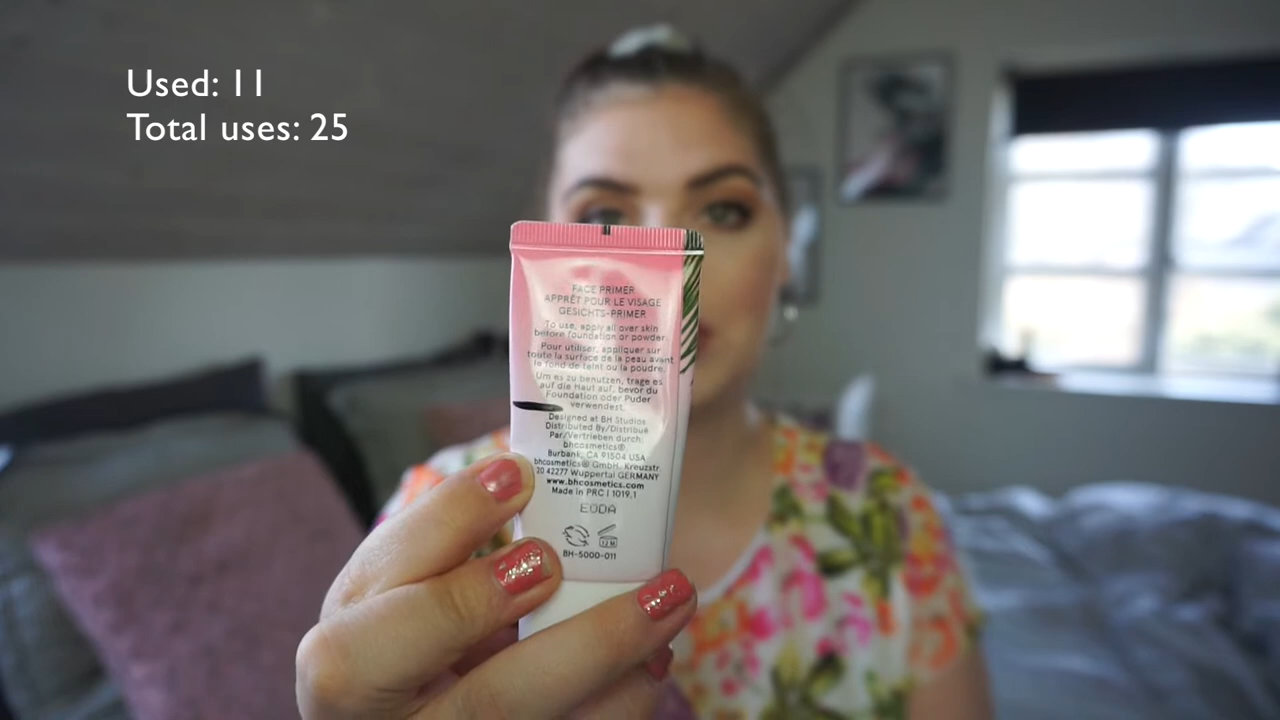 Used: 11
Total uses: 25
FACE PRIMER
APPRÊT POUR LE VISAGE
GESICHTS-PRIMER
To use, apply all over skin
before foundation or powder.
Pour utiliser, appliquer sur
toute la surface de la peau avant
le fond de teint ou la poudre.
Um es zu benutzen, trage es
auf die Haut auf, bevor du
Foundation oder Puder
verwendest.
Designed at BH Studios
Distributed By/Distribué
Par/Vertrieben durch:
bhcosmetics®
Burbank, CA 91504 USA
bhcosmetics® GmbH, Kreuzstr
20 42277 Wuppertal GERMANY
www.bhcosmetics.com
Made in PRC | 1019.1
E0DA
12 M
BH-5000-011